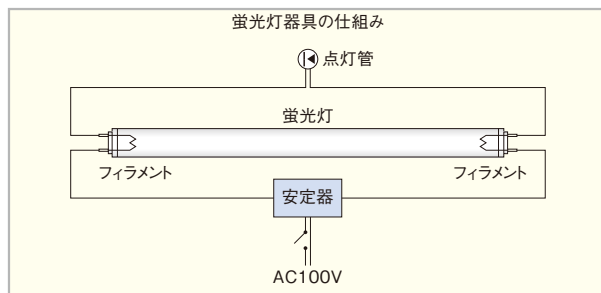 蛍光灯器具の仕組み
点灯管
蛍光灯
フィラメント
フィラメント
安定器
AC100V